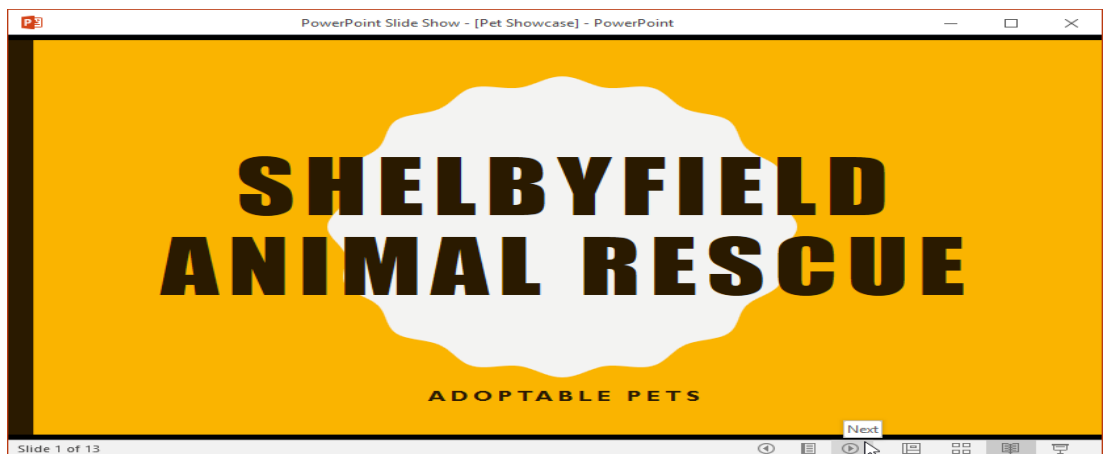 PowerPoint Slide Show - [Pet Showcase] - PowerPoint
SHELBYFIELD
ANIMAL RESCUE
ADOPTABLE PETS
Next
Slide 1 of 13